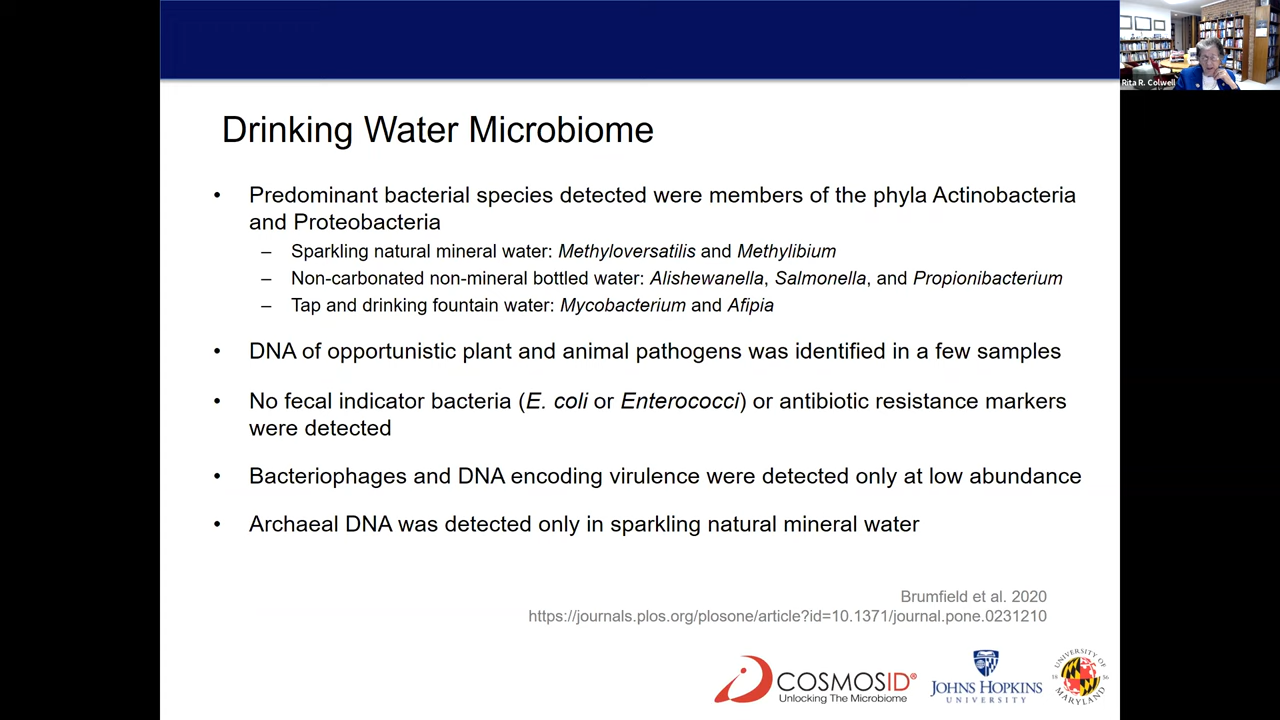 Rita R. Colwell
Drinking Water Microbiome
• Predominant bacterial species detected were members of the phyla Actinobacteria
and Proteobacteria
– Sparkling natural mineral water: Methyloversatilis and Methylibium
– Non-carbonated non-mineral bottled water: Alishewanella, Salmonella, and Propionibacterium
– Tap and drinking fountain water: Mycobacterium and Afipia
• DNA of opportunistic plant and animal pathogens was identified in a few samples
• No fecal indicator bacteria (E. coli or Enterococci) or antibiotic resistance markers
were detected
• Bacteriophages and DNA encoding virulence were detected only at low abundance
• Archaeal DNA was detected only in sparkling natural mineral water
Brumfield et al. 2020
https://journals.plos.org/plosone/article?id=10.1371/journal.pone.0231210
COSMOSID®
Unlocking The Microbiome
JOHNS HOPKINS
UNIVERSITY
UNIVERSITY OF
18 56
MARYLAND